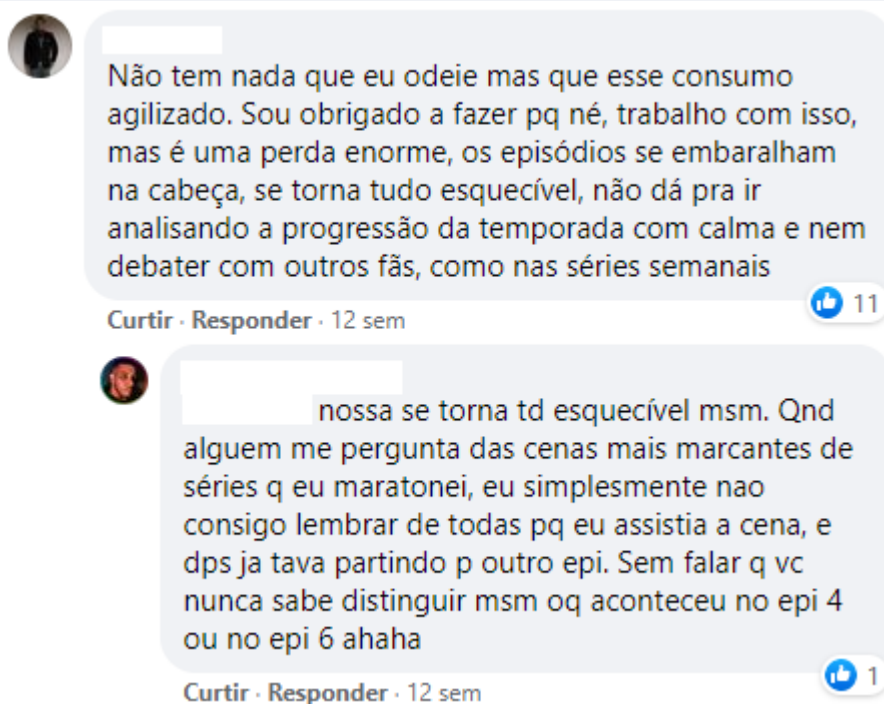 Não tem nada que eu odeie mas que esse consumo
agilizado. Sou obrigado a fazer pq né, trabalho com isso,
mas é uma perda enorme, os episódios se embaralham
na cabeça, se torna tudo esquecível, não dá pra ir
analisando a progressão da temporada com calma e nem
debater com outros fãs, como nas séries semanais
11
Curtir · Responder · 12 sem
nossa se torna td esquecível msm. Qnd
alguem me pergunta das cenas mais marcantes de
séries q eu maratonei, eu simplesmente nao
consigo lembrar de todas pq eu assistia a cena, e
dps ja tava partindo p outro epi. Sem falar q vc
nunca sabe distinguir msm oq aconteceu no epi 4
ou no epi 6 ahaha
1
Curtir · Responder · 12 sem